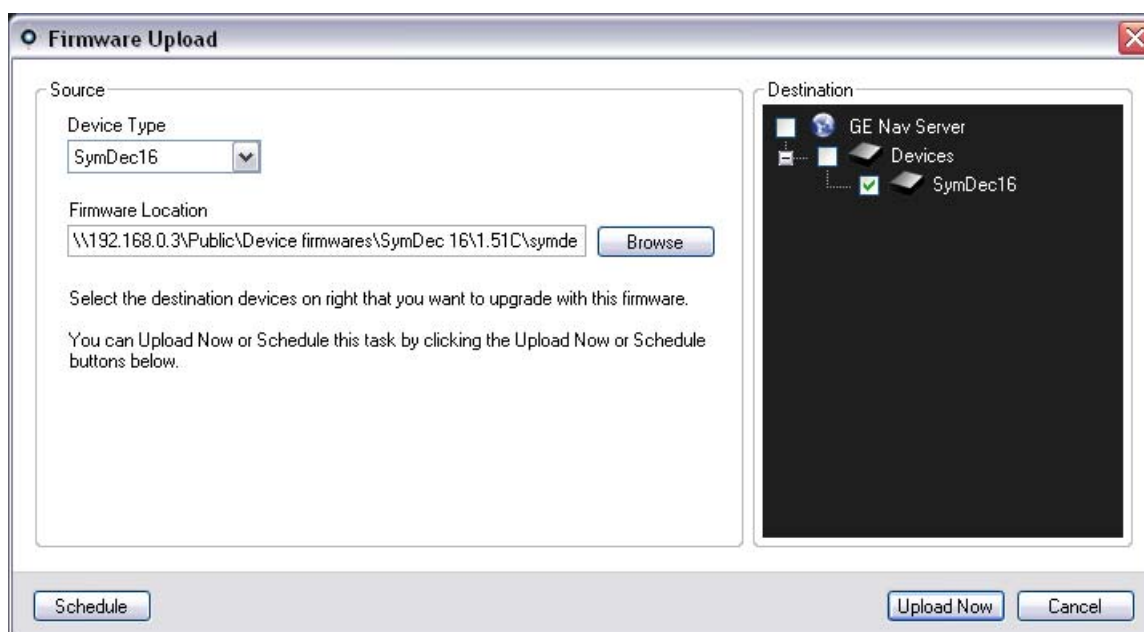 Firmware Upload
Source
Device Type
SymDec16
Firmware Location
\\192.168.0.3\Public\Device firmwares\SymDec 16\1.51C\symde
Browse
Select the destination devices on right that you want to upgrade with this firmware.
You can Upload Now or Schedule this task by clicking the Upload Now or Schedule
buttons below.
Destination
GE Nav Server
Devices
SymDec16
Schedule
Upload Now
Cancel